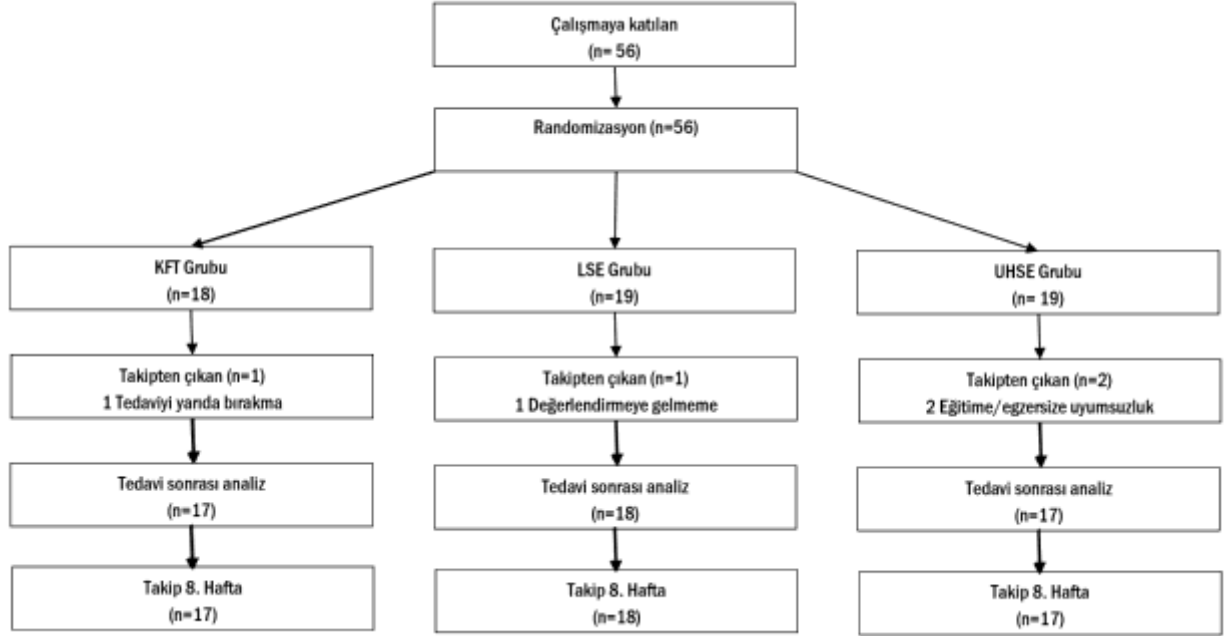 Çalışmaya katılan
(n= 56)
Randomizasyon (n=56)
KFT Grubu
(n=18)
LSE Grubu
(n=19)
UHSE Grubu
(n= 19)
Takipten çıkan (n=1)
1 Tedaviyi yarıda bırakma
Takipten çıkan (n=1)
1 Değerlendirmeye gelmeme
Takipten çıkan (n=2)
2 Eğitime/egzersize uyumsuzluk
Tedavi sonrası analiz
(n=17)
Tedavi sonrası analiz
(n=18)
Tedavi sonrası analiz
(n=17)
Takip 8. Hafta
(n=17)
Takip 8. Hafta
(n=18)
Takip 8. Hafta
(n=17)